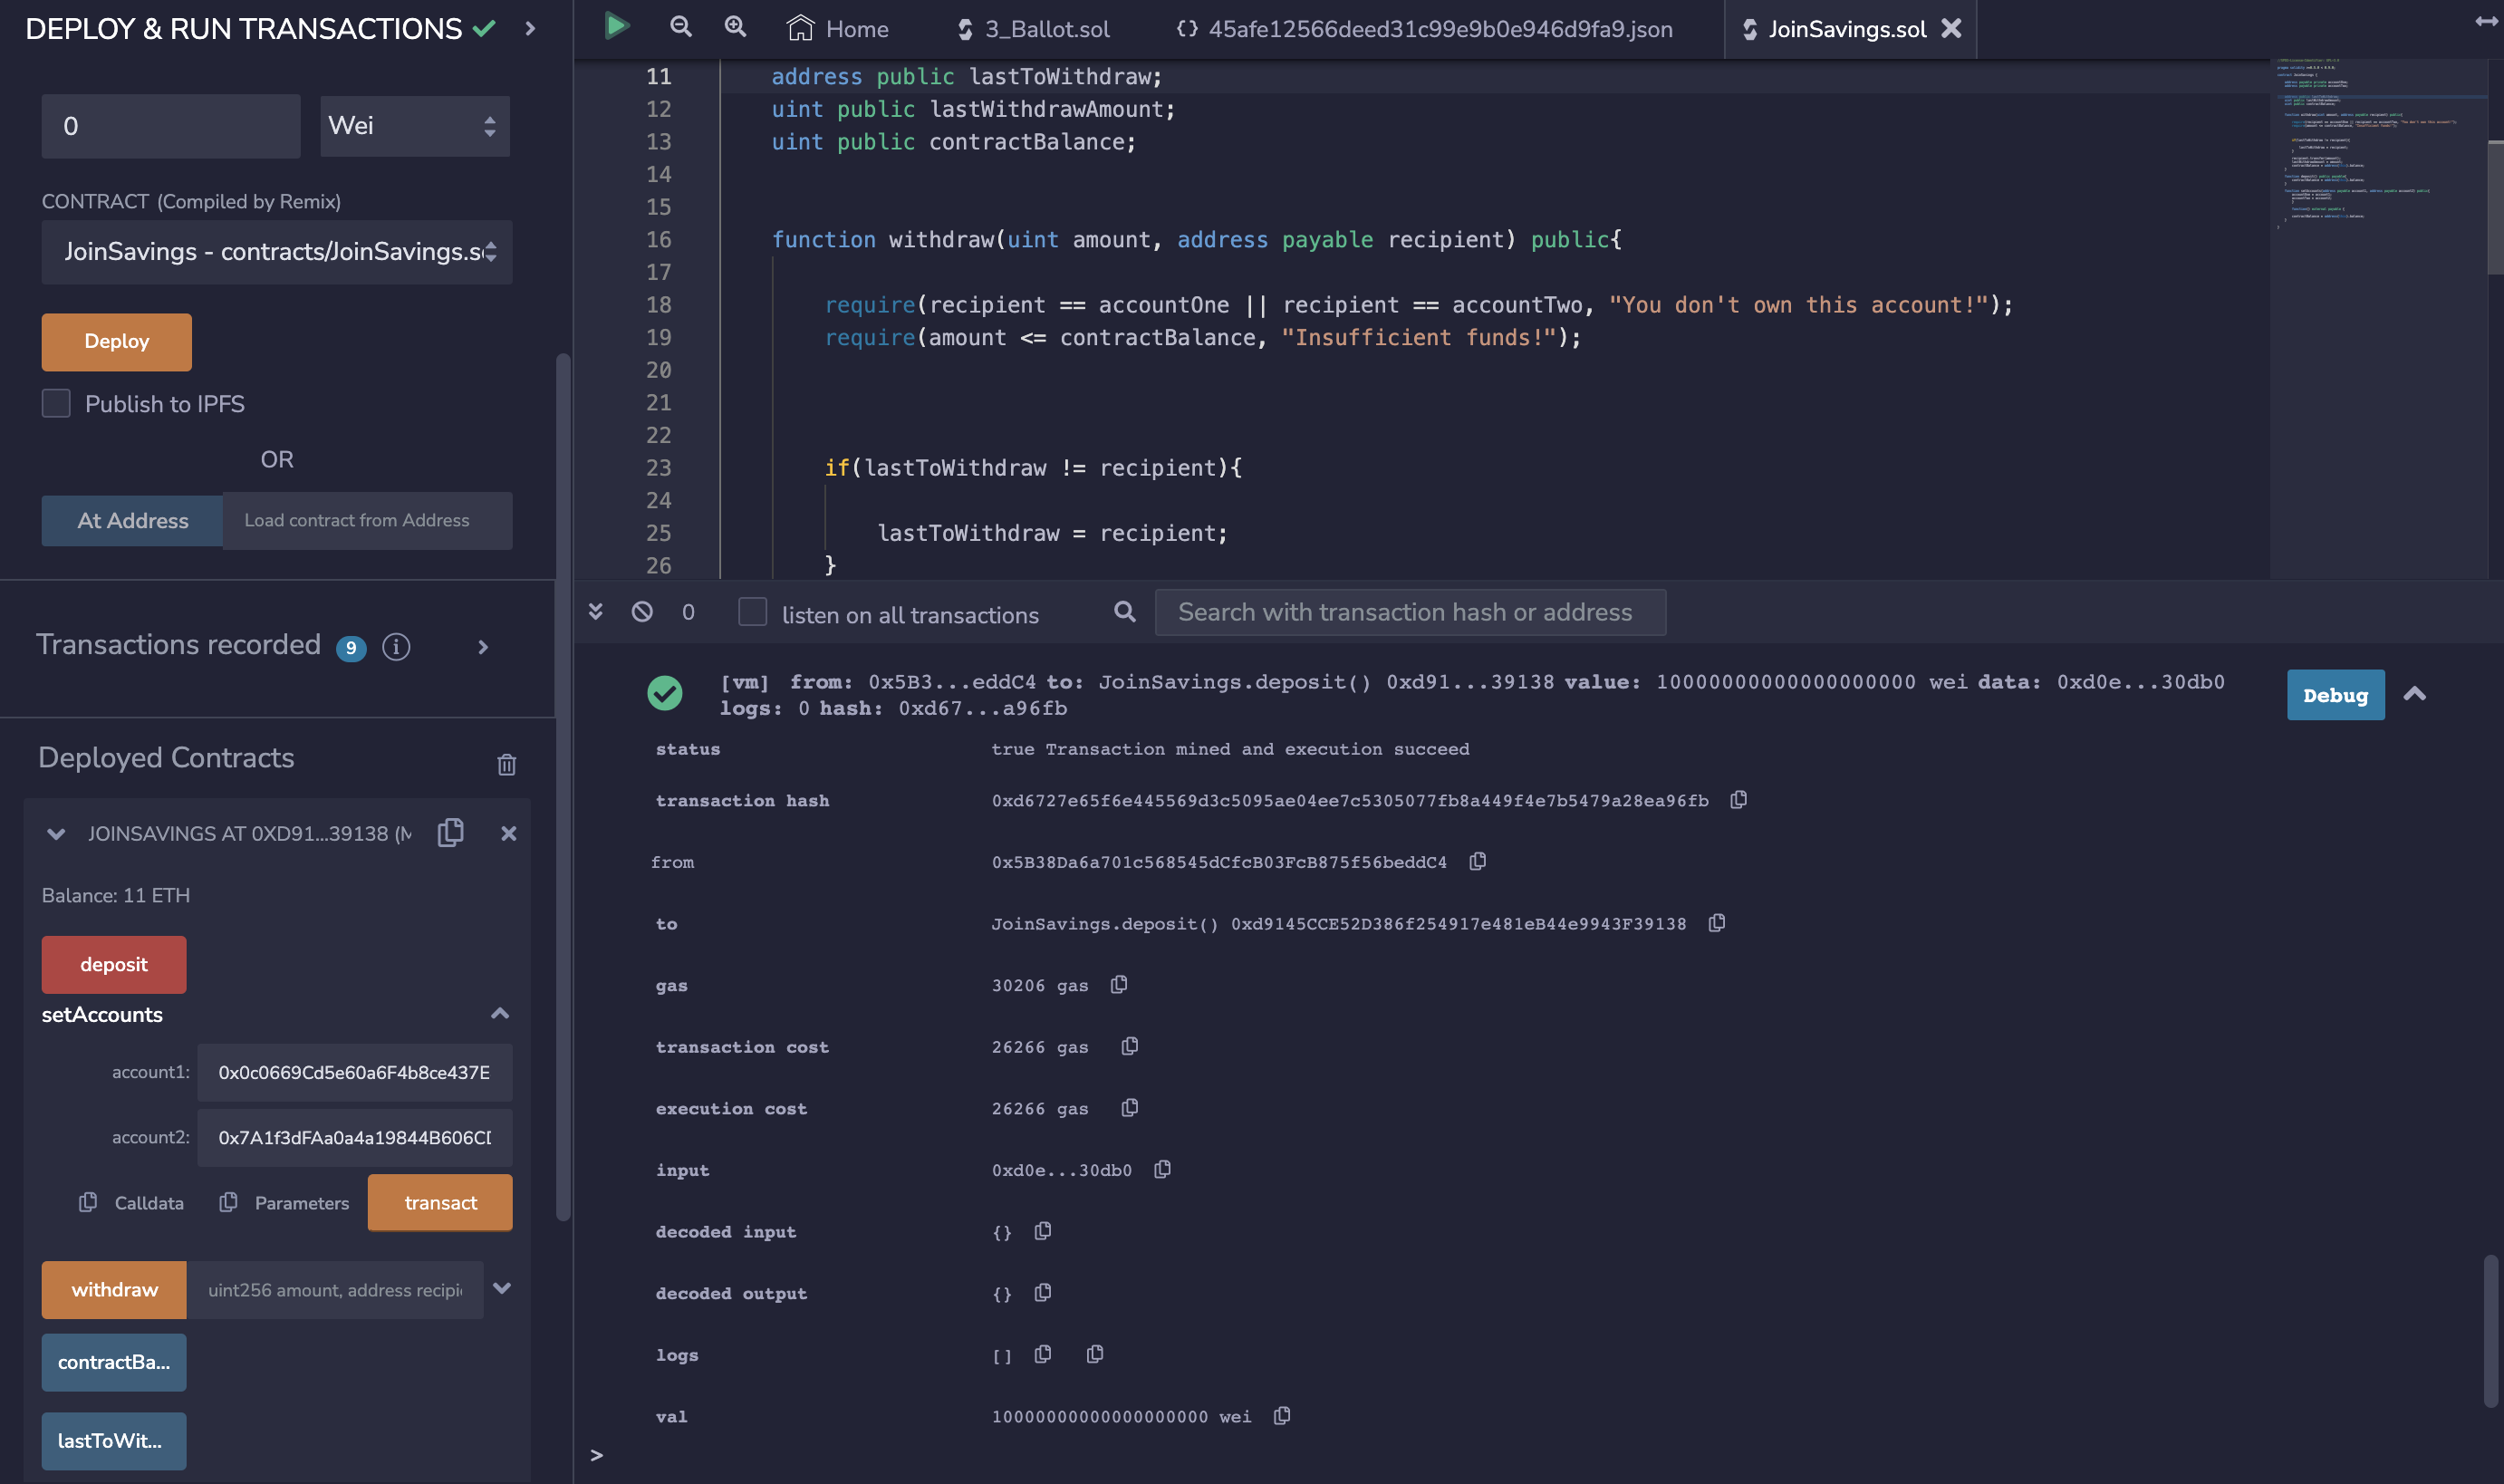 DEPLOY & RUN TRANSACTIONS
0
Wei
CONTRACT (Compiled by Remix)
JoinSavings - contracts/JoinSavings.s
Deploy
Publish to IPFS
OR
At Address
Load contract from Address
Transactions recorded 9 i
Deployed Contracts
JOINSAVINGS AT 0XD91...39138 (M
Balance: 11 ETH
deposit
setAccounts
account1: 0x0c0669Cd5e60a6F4b8ce437E
account2: 0x7A1f3dFAa0a4a19844B606CD
Calldata Parameters transact
withdraw uint256 amount, address recipi
contractBa...
lastToWit...
Home 3_Ballot.sol {} 45afe12566deed31c99e9b0e946d9fa9.json JoinSavings.sol
11 address public lastToWithdraw;
12 uint public lastWithdrawAmount;
13 uint public contractBalance;
14
15
16 function withdraw(uint amount, address payable recipient) public{
17
18 require(recipient == accountOne || recipient == accountTwo, "You don't own this account!");
19 require(amount <= contractBalance, "Insufficient funds!");
20
21
22
23 if(lastToWithdraw != recipient){
24
25 lastToWithdraw = recipient;
26 }
0 listen on all transactions Search with transaction hash or address
[vm] from: 0x5B3...eddC4 to: JoinSavings.deposit() 0xd91...39138 value: 10000000000000000000 wei data: 0xd0e...30db0
logs: 0 hash: 0xd67...a96fb
Debug
status true Transaction mined and execution succeed
transaction hash 0xd6727e65f6e445569d3c5095ae04ee7c5305077fb8a449f4e7b5479a28ea96fb
from 0x5B38Da6a701c568545dCfcB03FcB875f56beddC4
to JoinSavings.deposit() 0xd9145CCE52D386f254917e481eB44e9943F39138
gas 30206 gas
transaction cost 26266 gas
execution cost 26266 gas
input 0xd0e...30db0
decoded input {}
decoded output {}
logs []
val 10000000000000000000 wei
>